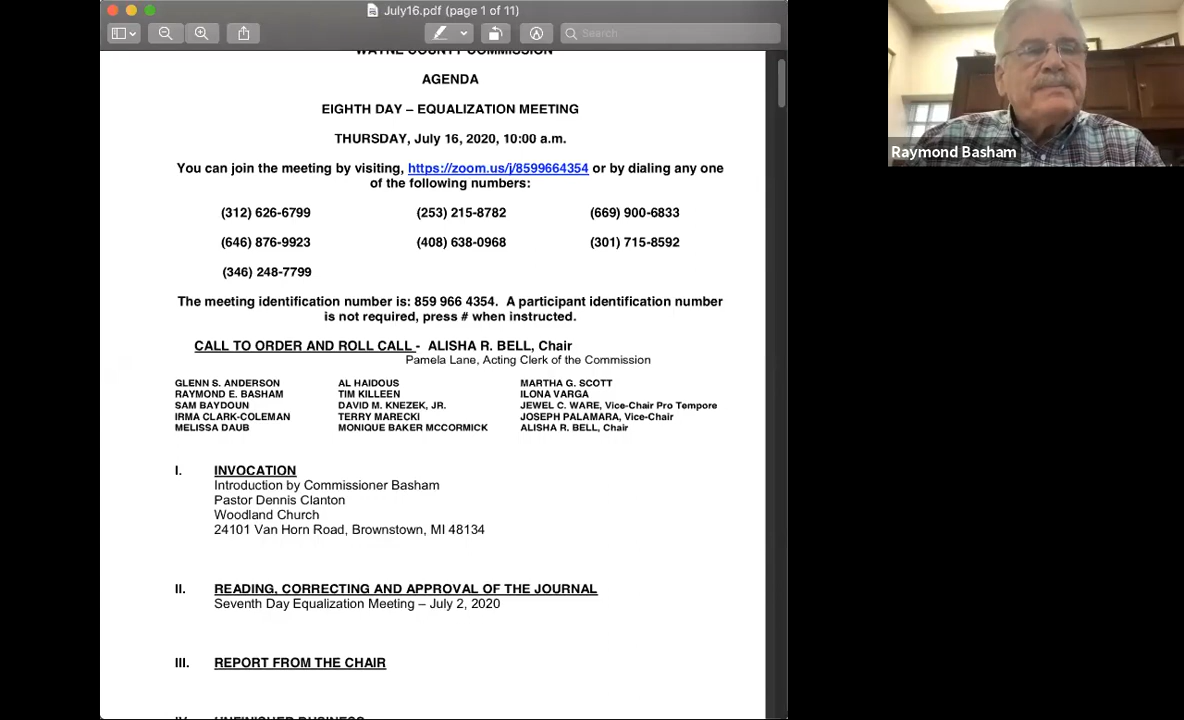 July16.pdf (page 1 of 11)
Search
WAYNE COUNTY COMMISSION
AGENDA
EIGHTH DAY – EQUALIZATION MEETING
THURSDAY, July 16, 2020, 10:00 a.m.
You can join the meeting by visiting, https://zoom.us/j/8599664354 or by dialing any one
of the following numbers:
(312) 626-6799 (253) 215-8782 (669) 900-6833
(646) 876-9923 (408) 638-0968 (301) 715-8592
(346) 248-7799
The meeting identification number is: 859 966 4354. A participant identification number
is not required, press # when instructed.
CALL TO ORDER AND ROLL CALL - ALISHA R. BELL, Chair
Pamela Lane, Acting Clerk of the Commission
GLENN S. ANDERSON AL HAIDOUS MARTHA G. SCOTT
RAYMOND E. BASHAM TIM KILLEEN ILONA VARGA
SAM BAYDOUN DAVID M. KNEZEK, JR. JEWEL C. WARE, Vice-Chair Pro Tempore
IRMA CLARK-COLEMAN TERRY MARECKI JOSEPH PALAMARA, Vice-Chair
MELISSA DAUB MONIQUE BAKER MCCORMICK ALISHA R. BELL, Chair
I. INVOCATION
Introduction by Commissioner Basham
Pastor Dennis Clanton
Woodland Church
24101 Van Horn Road, Brownstown, MI 48134
II. READING, CORRECTING AND APPROVAL OF THE JOURNAL
Seventh Day Equalization Meeting – July 2, 2020
III. REPORT FROM THE CHAIR
IV. UNFINISHED BUSINESS
Raymond Basham